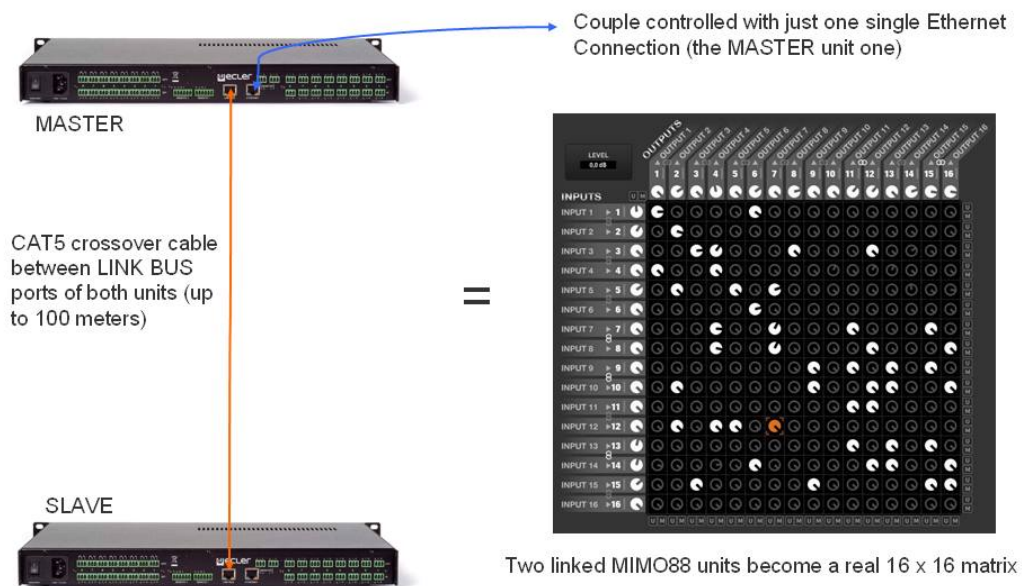 Couple controlled with just one single Ethernet
Connection (the MASTER unit one)
ecler
MASTER
CAT5 crossover cable
between LINK BUS
ports of both units (up
to 100 meters)
=
SLAVE
ecler
LEVEL
0.0 dB
OUTPUTS
OUTPUT 1
OUTPUT 2
OUTPUT 3
OUTPUT 4
OUTPUT 5
OUTPUT 6
OUTPUT 7
OUTPUT 8
OUTPUT 9
OUTPUT 10
OUTPUT 11
OUTPUT 12
OUTPUT 13
OUTPUT 14
OUTPUT 15
OUTPUT 16
1 2 3 4 5 6 7 8 9 10 11 12 13 14 15 16
INPUTS U M
INPUT 1 1
INPUT 2 2
INPUT 3 3
INPUT 4 4
INPUT 5 5
INPUT 6 6
INPUT 7 7
INPUT 8 8
INPUT 9 9
INPUT 10 10
INPUT 11 11
INPUT 12 12
INPUT 13 13
INPUT 14 14
INPUT 15 15
INPUT 16 16
U M U M U M U M U M U M U M U M U M U M U M U M U M U M U M U M
Two linked MIMO88 units become a real 16 x 16 matrix